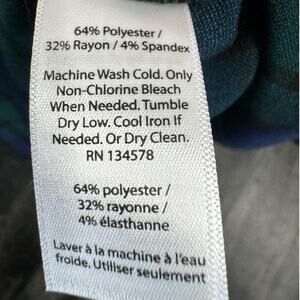 64% Polyester /
32% Rayon / 4% Spandex
Machine Wash Cold. Only
Non-Chlorine Bleach
When Needed. Tumble
Dry Low. Cool Iron If
Needed. Or Dry Clean.
RN 134578
64% polyester /
32% rayonne /
4% élasthanne
Laver à la machine à l'eau
froide. Utiliser seulement